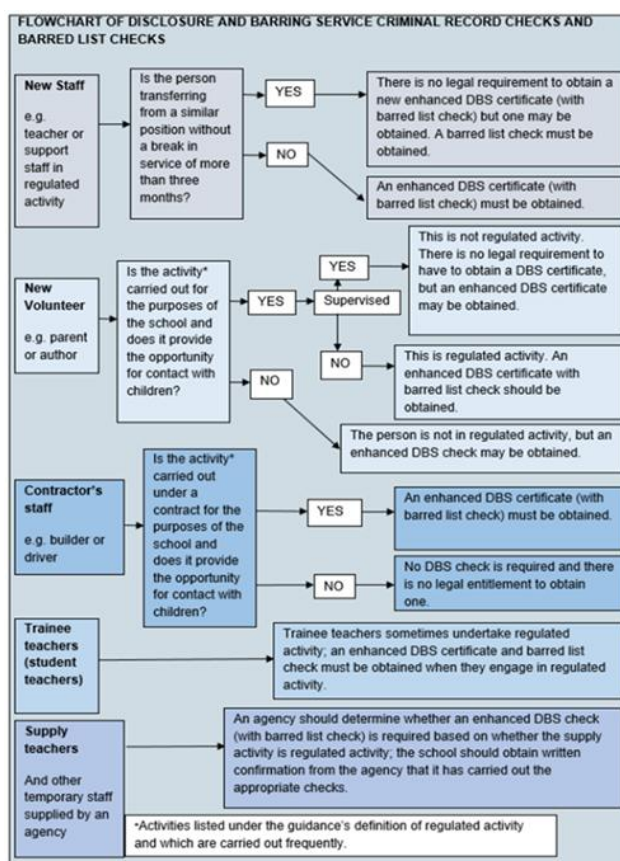 FLOWCHART OF DISCLOSURE AND BARRING SERVICE CRIMINAL RECORD CHECKS AND
BARRED LIST CHECKS
New Staff
e.g.
teacher or
support
staff in
regulated
activity
Is the person
transferring
from a similar
position without
a break in
service of more
than three
months?
YES
There is no legal requirement to obtain a
new enhanced DBS certificate (with
barred list check) but one may be
obtained. A barred list check must be
obtained.
NO
An enhanced DBS certificate (with
barred list check) must be obtained.
New
Volunteer
e.g. parent
or author
Is the activity*
carried out for
the purposes of
the school and
does it provide
the opportunity
for contact with
children?
YES
Supervised
YES
This is not regulated activity.
There is no legal requirement to
have to obtain a DBS certificate,
but an enhanced DBS certificate
may be obtained.
NO
This is regulated activity. An
enhanced DBS certificate with
barred list check should be
obtained.
NO
The person is not in regulated activity, but an
enhanced DBS check may be obtained.
Contractor's
staff
e.g. builder or
driver
Is the activity*
carried out
under a
contract for the
purposes of the
school and
does it provide
the opportunity
for contact with
children?
YES
An enhanced DBS certificate (with
barred list check) must be obtained.
NO
No DBS check is required and there
is no legal entitlement to obtain
one.
Trainee
teachers
(student
teachers)
Trainee teachers sometimes undertake regulated
activity; an enhanced DBS certificate and barred list
check must be obtained when they engage in regulated
activity.
Supply
teachers
And other
temporary staff
supplied by an
agency
An agency should determine whether an enhanced DBS check
(with barred list check) is required based on whether the supply
activity is regulated activity; the school should obtain written
confirmation from the agency that it has carried out the
appropriate checks.
*Activities listed under the guidance's definition of regulated activity
and which are carried out frequently.